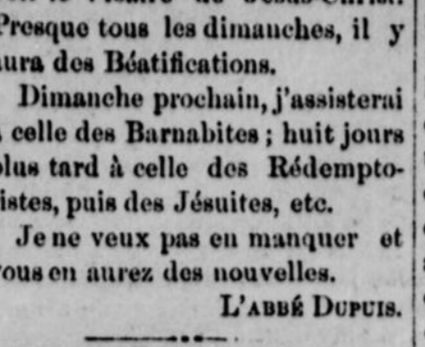 Presque tous les dimanches, il y
aura des Béatifications.
Dimanche prochain, j'assisterai
celle des Barnabites ; huit jours
plus tard à celle des Rédempto-
istes, puis des Jésuites, etc.
Je ne veux pas en manquer et
vous en aurez des nouvelles.
L'ABBÉ DUPUIS.